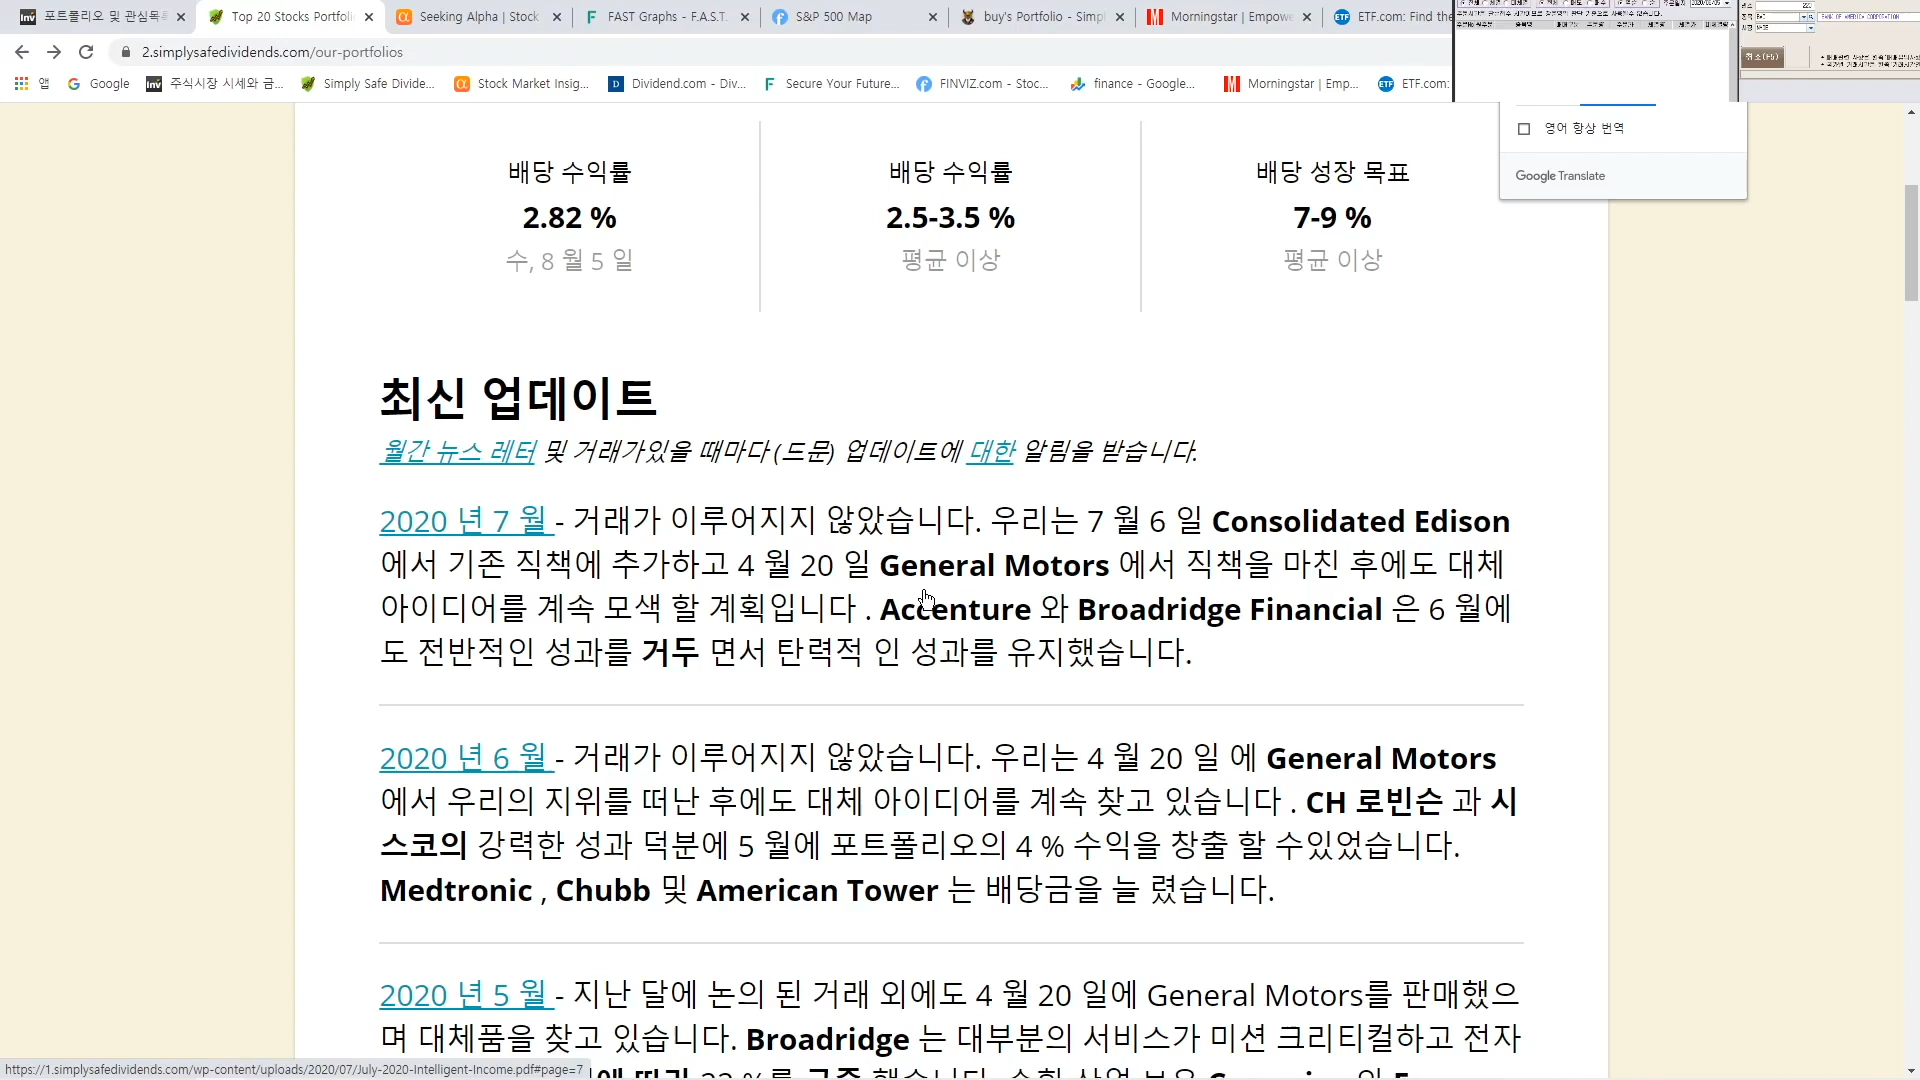 포트폴리오 및 관심목록
Top 20 Stocks Portfoli
Seeking Alpha | Stock
FAST Graphs - F.A.S.T.
S&P 500 Map
buy's Portfolio - Simpl
Morningstar | Empowe
ETF.com: Find the
2.simplysafedividends.com/our-portfolios
앱
Google
주식시장 시세와 금...
Simply Safe Divide...
Stock Market Insig...
Dividend.com - Div...
Secure Your Future...
FINVIZ.com - Stoc...
finance - Google...
Morningstar | Emp...
ETF.com:
BANK OF AMERICA CORPORATION
취소(F5)
영어 항상 번역
Google Translate
배당 수익률
2.82 %
수, 8 월 5 일
배당 수익률
2.5-3.5 %
평균 이상
배당 성장 목표
7-9 %
평균 이상
최신 업데이트
월간 뉴스 레터 및 거래가있을 때마다 (드문) 업데이트에 대한 알림을 받습니다.
2020 년 7 월 - 거래가 이루어지지 않았습니다. 우리는 7 월 6 일 Consolidated Edison
에서 기존 직책에 추가하고 4 월 20 일 General Motors 에서 직책을 마친 후에도 대체
아이디어를 계속 모색 할 계획입니다 . Accenture 와 Broadridge Financial 은 6 월에
도 전반적인 성과를 거두 면서 탄력적 인 성과를 유지했습니다.
2020 년 6 월 - 거래가 이루어지지 않았습니다. 우리는 4 월 20 일 에 General Motors
에서 우리의 지위를 떠난 후에도 대체 아이디어를 계속 찾고 있습니다 . CH 로빈슨 과 시
스코의 강력한 성과 덕분에 5 월에 포트폴리오의 4 % 수익을 창출 할 수있었습니다.
Medtronic , Chubb 및 American Tower 는 배당금을 늘 렸습니다.
2020 년 5 월 - 지난 달에 논의 된 거래 외에도 4 월 20 일에 General Motors를 판매했으
며 대체품을 찾고 있습니다. Broadridge 는 대부분의 서비스가 미션 크리티컬하고 전자
https://1.simplysafedividends.com/wp-content/uploads/2020/07/July-2020-Intelligent-Income.pdf#page=7